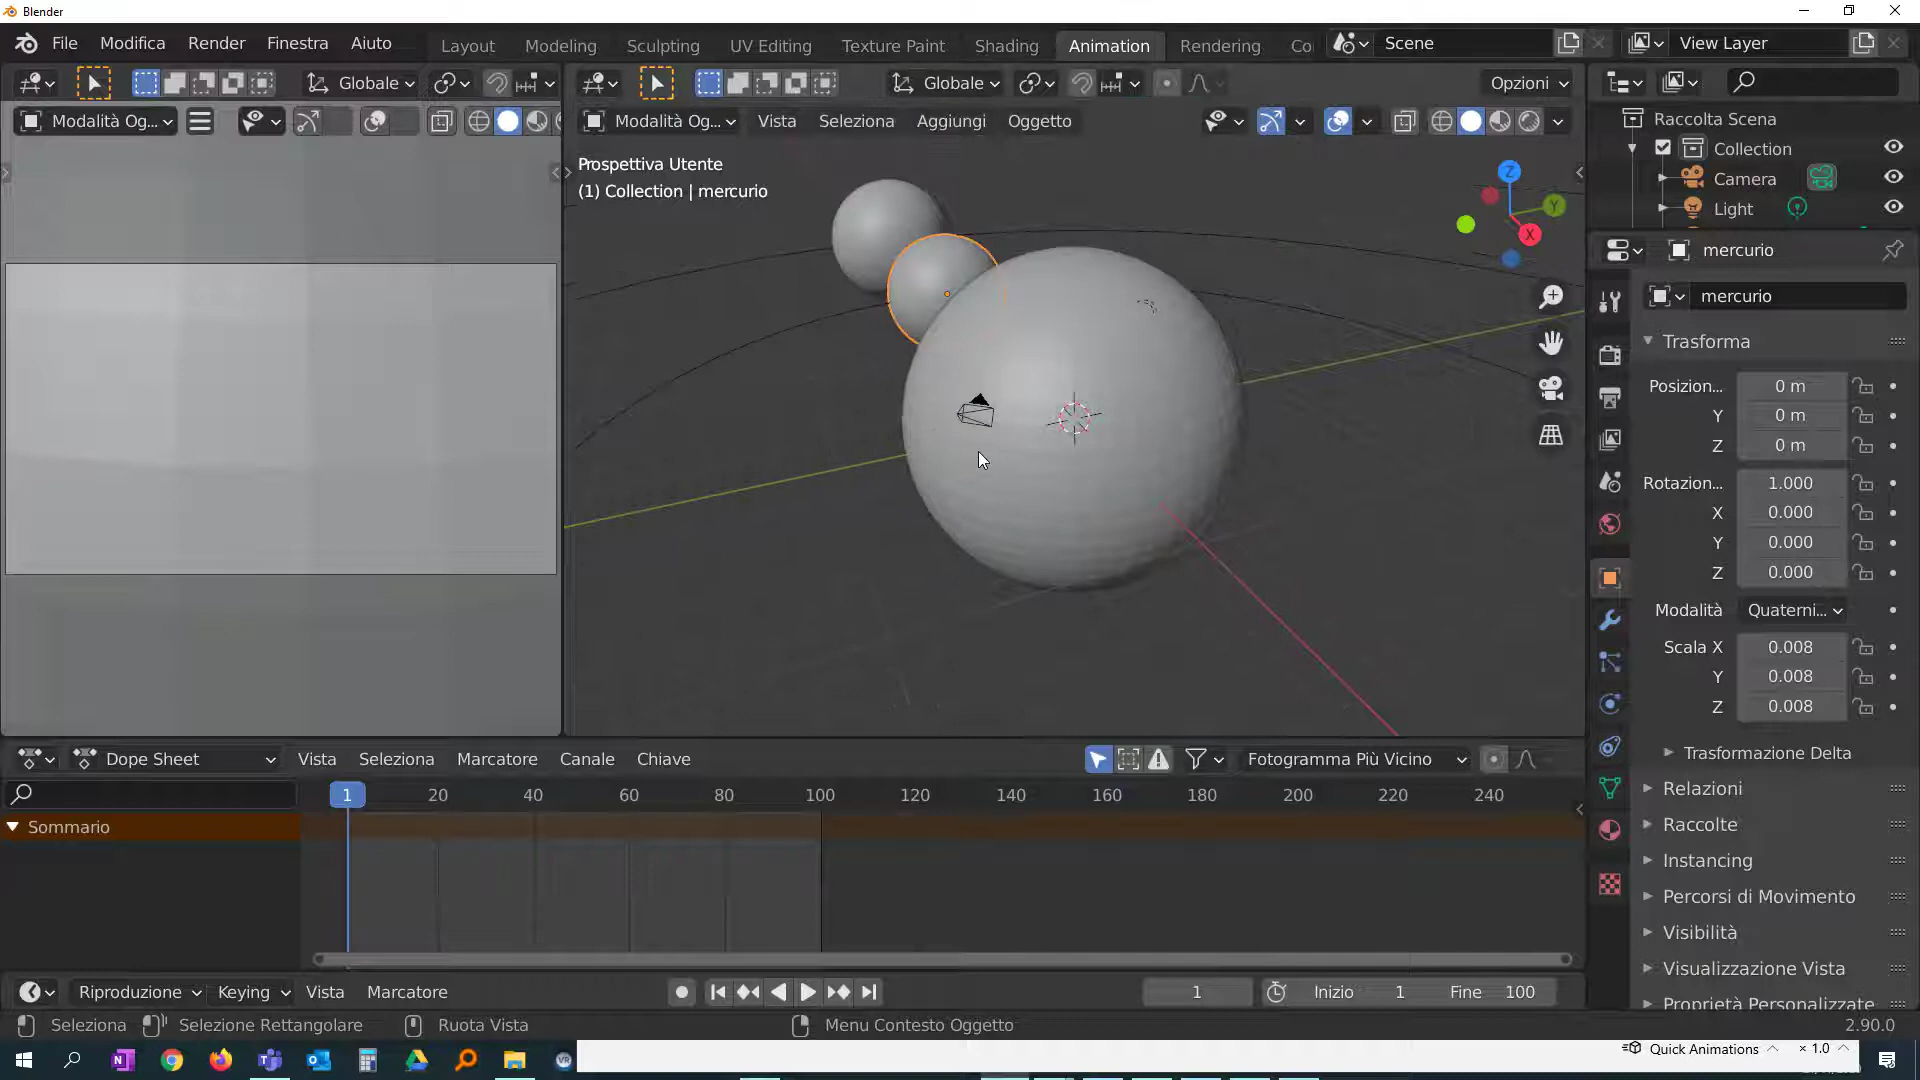 Blender
File Modifica Render Finestra Aiuto Layout Modeling Sculpting UV Editing Texture Paint Shading Animation Rendering Co Scene View Layer
Globale Globale Opzioni
Modalità Og... Modalità Og... Vista Seleziona Aggiungi Oggetto
Raccolta Scena
Collection
Camera
Light
Prospettiva Utente
(1) Collection | mercurio
Z
Y
X
mercurio
mercurio
Trasforma
Posizion... 0 m
Y 0 m
Z 0 m
Rotazion... 1.000
X 0.000
Y 0.000
Z 0.000
Modalità Quaterni...
Scala X 0.008
Y 0.008
Z 0.008
Trasformazione Delta
Relazioni
Raccolte
Instancing
Percorsi di Movimento
Visibilità
Visualizzazione Vista
Proprietà Personalizzate
Dope Sheet Vista Seleziona Marcatore Canale Chiave Fotogramma Più Vicino
1 20 40 60 80 100 120 140 160 180 200 220 240
Sommario
Riproduzione Keying Vista Marcatore 1 Inizio 1 Fine 100
Seleziona Selezione Rettangolare Ruota Vista Menu Contesto Oggetto 2.90.0
Quick Animations × 1.0